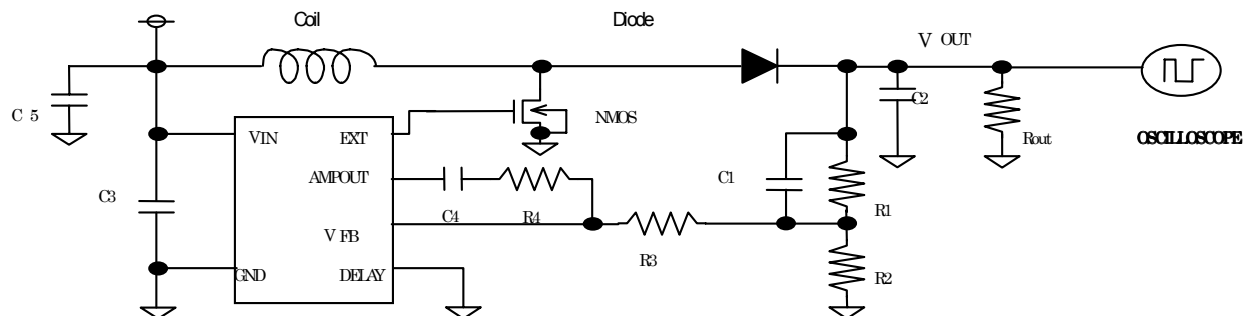 Coil
Diode
V OUT
C 5
C2
NMOS
VIN
EXT
Rout
OSCILLOSCOPE
AMPOUT
C1
C3
C4
R4
R1
V FB
R3
GND
DELAY
R2